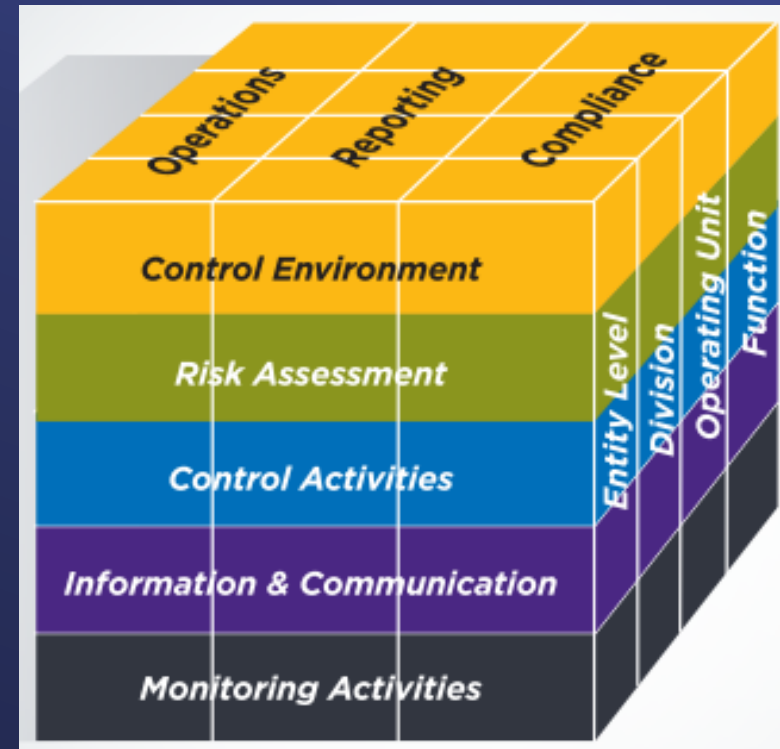 Operations
Reporting
Compliance
Control Environment
Risk Assessment
Control Activities
Information & Communication
Monitoring Activities
Entity Level
Division
Operating Unit
Function